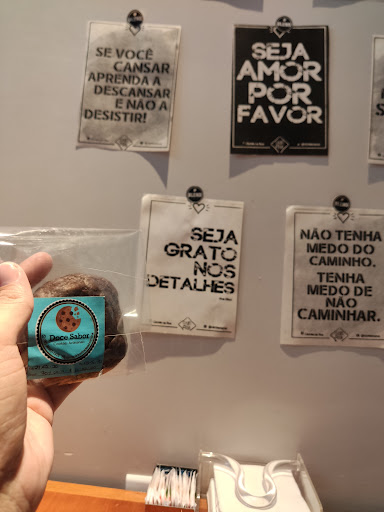 SE VOCÊ
CANSAR
APRENDA A
DESCANSAR
E NÃO A
DESISTIR!
SEJA
AMOR
POR
FAVOR
SEJA
GRATO
NOS
DETALHES
NÃO TENHA
MEDO DO
CAMINHO.
TENHA
MEDO DE
NÃO
CAMINHAR.
Doce Sabor